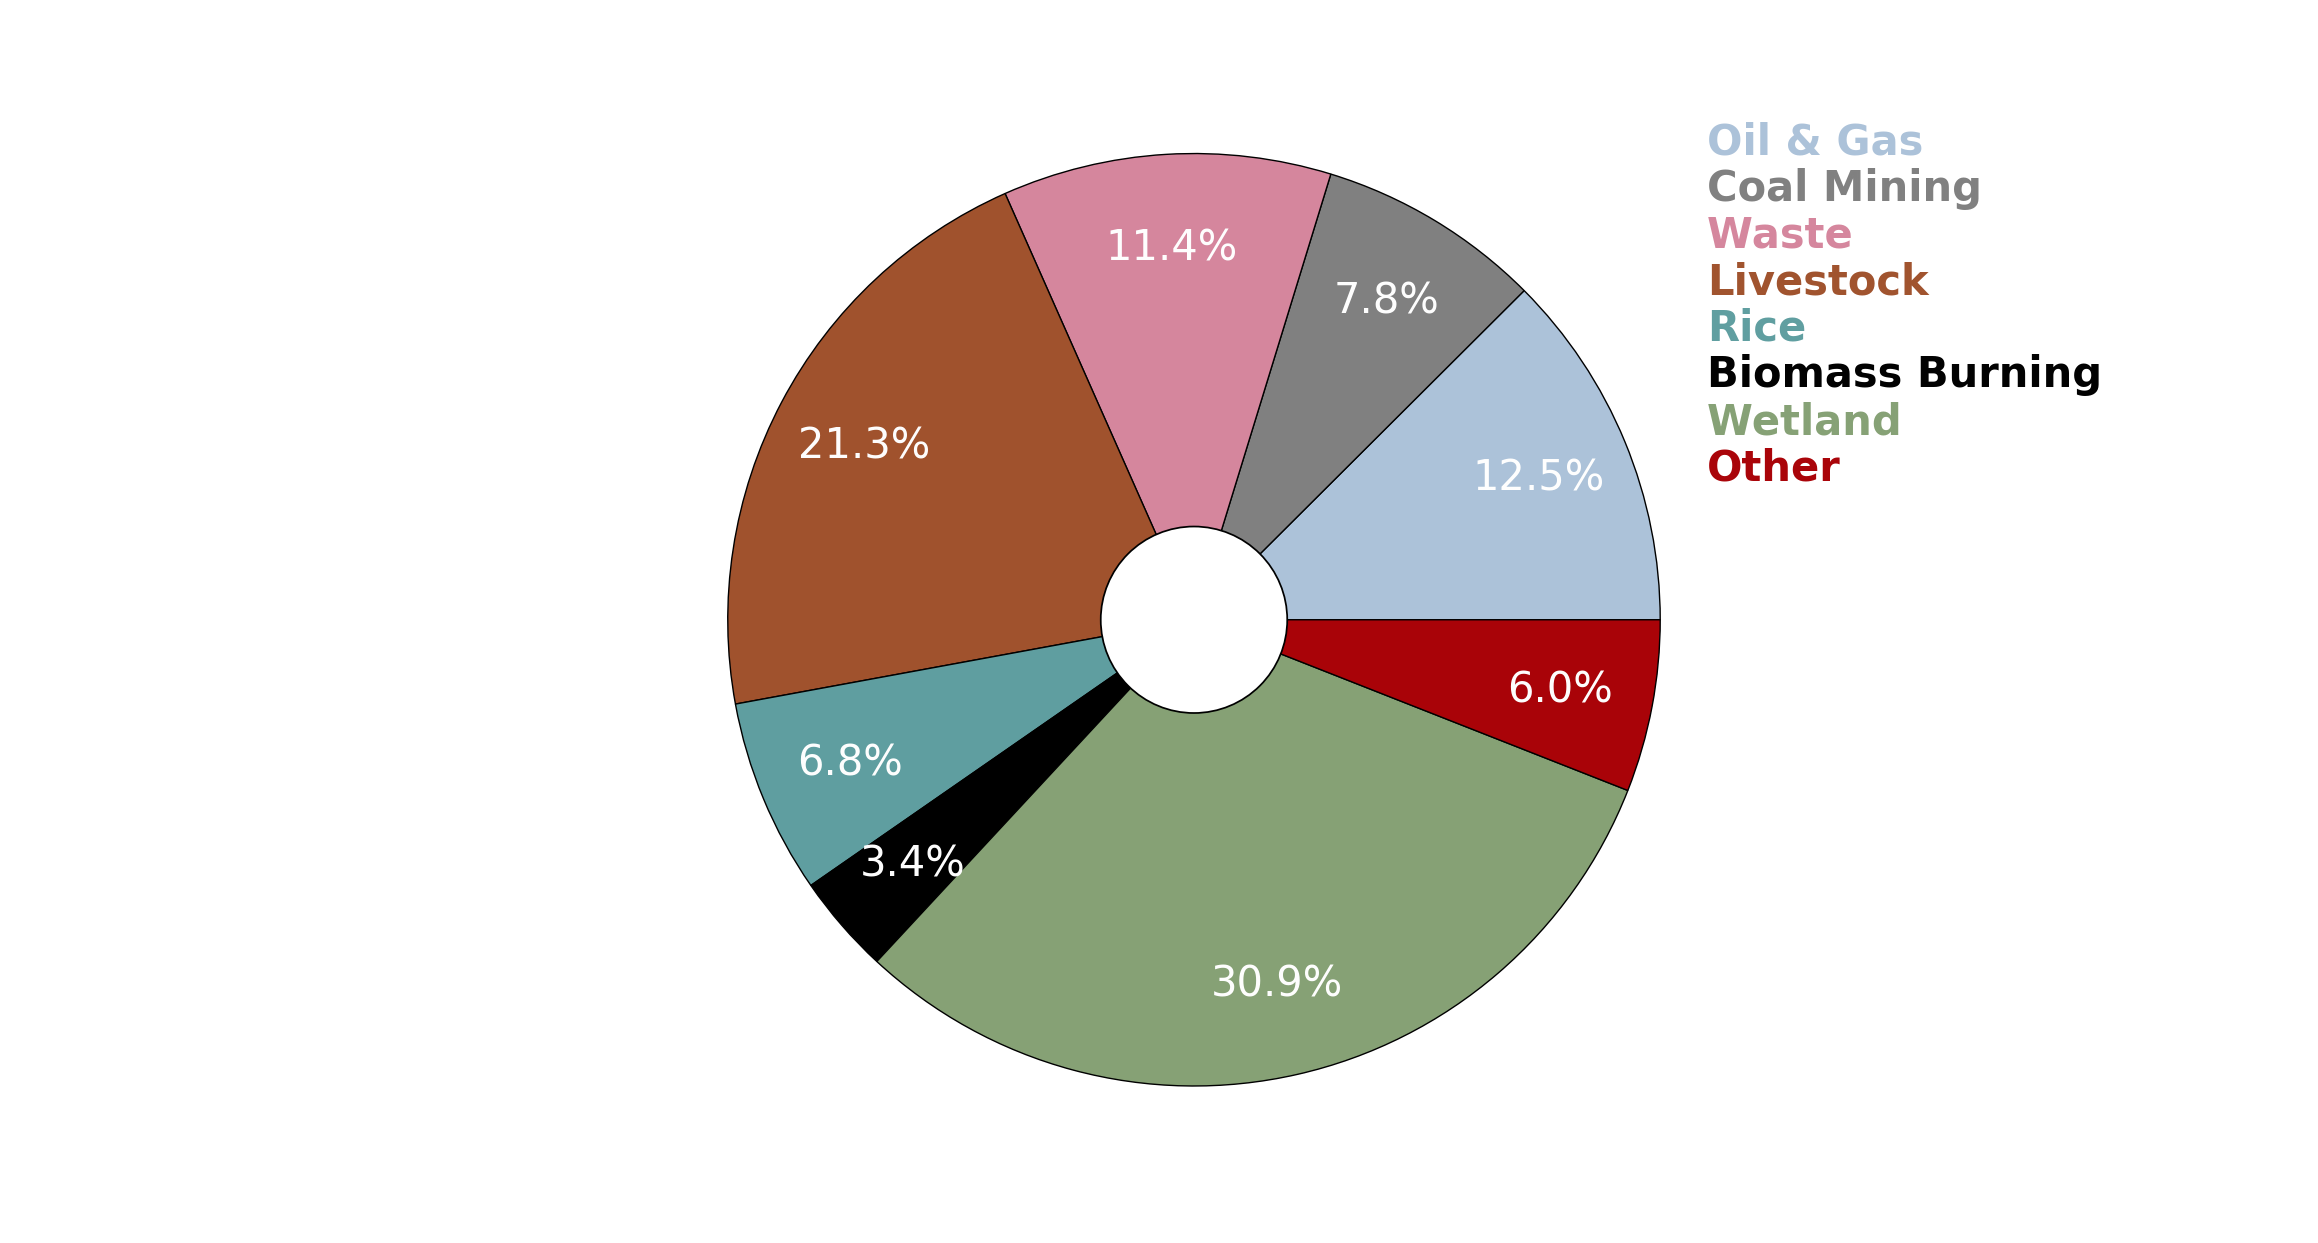 Oil & Gas
Coal Mining
Waste
Livestock
Rice
Biomass Burning
Wetland
Other
11.4%
7.8%
12.5%
21.3%
6.0%
6.8%
3.4%
30.9%